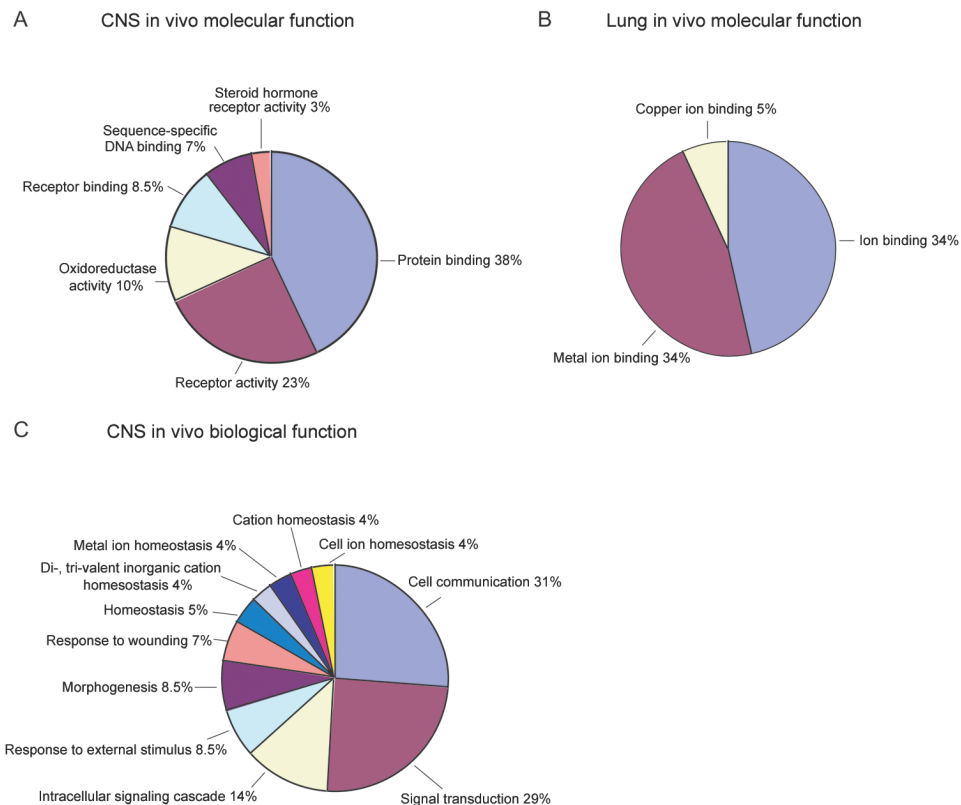 A
CNS in vivo molecular function
Steroid hormone
receptor activity 3%
Sequence-specific
DNA binding 7%
Receptor binding 8.5%
Oxidoreductase
activity 10%
Protein binding 38%
Receptor activity 23%
B
Lung in vivo molecular function
Copper ion binding 5%
Ion binding 34%
Metal ion binding 34%
C
CNS in vivo biological function
Cation homeostasis 4%
Metal ion homeostasis 4%
Cell ion homesostasis 4%
Di-, tri-valent inorganic cation
homesostasis 4%
Cell communication 31%
Homeostasis 5%
Response to wounding 7%
Morphogenesis 8.5%
Response to external stimulus 8.5%
Intracellular signaling cascade 14%
Signal transduction 29%